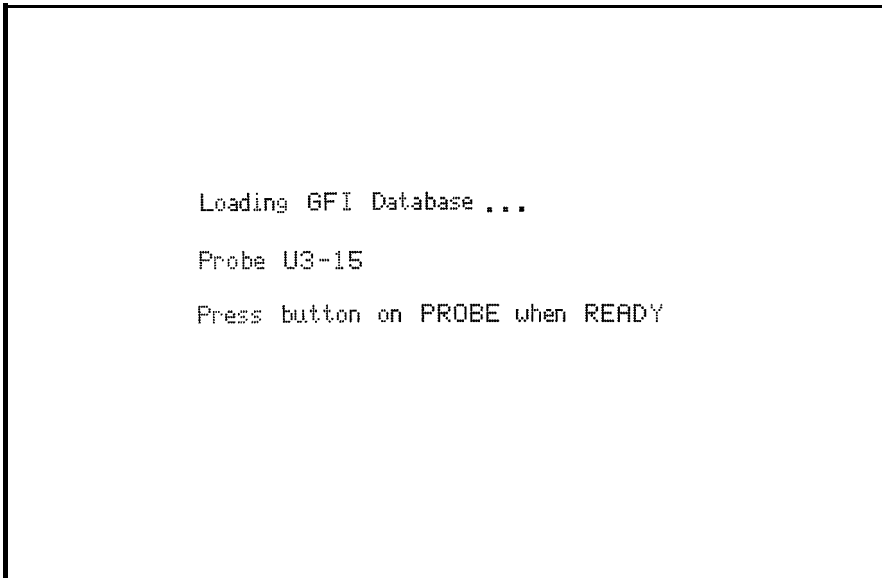 Loading GFI Database ...
Probe U3-15
Press button on PROBE when READY